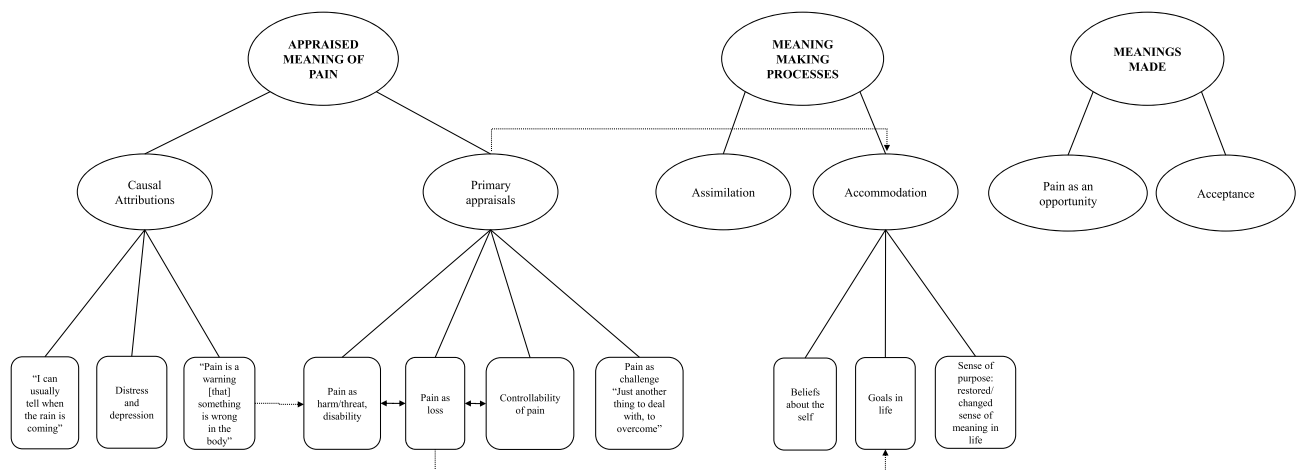 APPRAISED
MEANING OF
PAIN
MEANING
MAKING
PROCESSES
MEANINGS
MADE
Causal
Attributions
Primary
appraisals
Assimilation
Accommodation
Pain as an
opportunity
Acceptance
“I can
usually
tell when
the rain is
coming”
Distress
and
depression
“Pain is a
warning
[that]
something
is wrong
in the
body”
Pain as
harm/threat,
disability
Pain as
loss
Controllability
of pain
Pain as
challenge
“Just another
thing to deal
with, to
overcome”
Beliefs
about the
self
Goals in
life
Sense of
purpose:
restored/
changed
sense of
meaning in
life